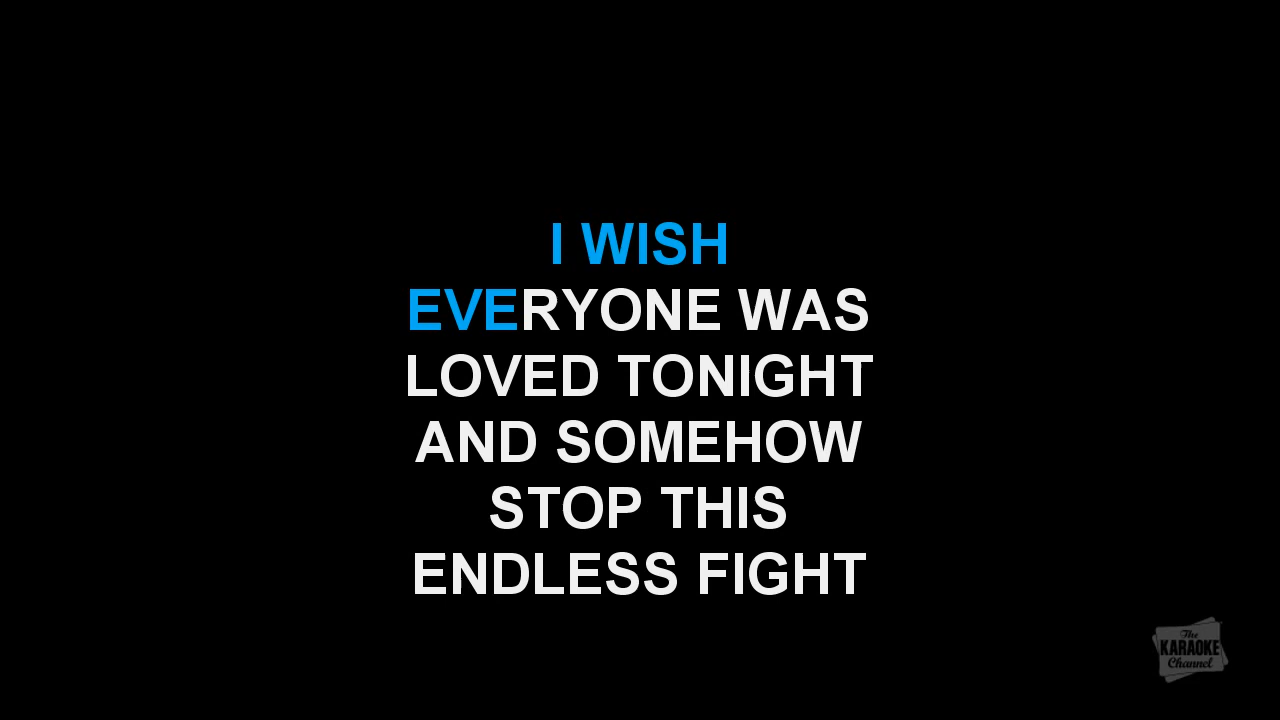 I WISH
EVERYONE WAS
LOVED TONIGHT
AND SOMEHOW
STOP THIS
ENDLESS FIGHT
The
KARAOKE
Channel